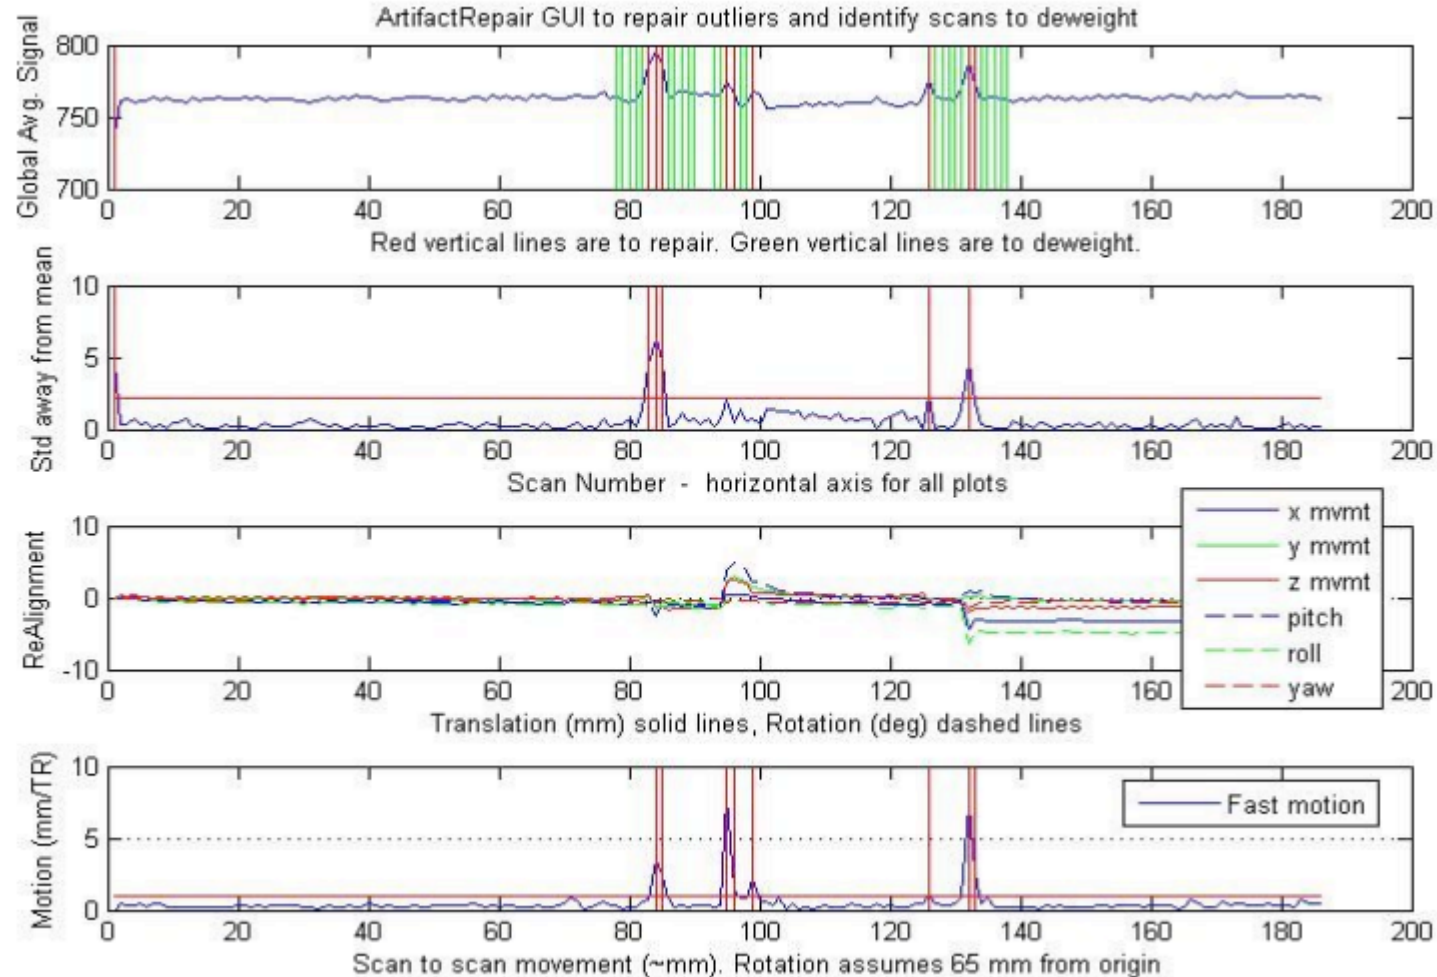 ArtifactRepair GUI to repair outliers and identify scans to deweight
Global Avg. Signal
800
750
700
0 20 40 60 80 100 120 140 160 180 200
Red vertical lines are to repair. Green vertical lines are to deweight.
Std away from mean
10
5
0
0 20 40 60 80 100 120 140 160 180 200
Scan Number - horizontal axis for all plots
ReAlignment
10
0
-10
0 20 40 60 80 100 120 140 160 200
x mvmt
y mvmt
z mvmt
pitch
roll
yaw
Translation (mm) solid lines, Rotation (deg) dashed lines
Motion (mm/TR)
10
5
0
0 20 40 60 80 100 120 140 160 180 200
Fast motion
Scan to scan movement (~mm). Rotation assumes 65 mm from origin